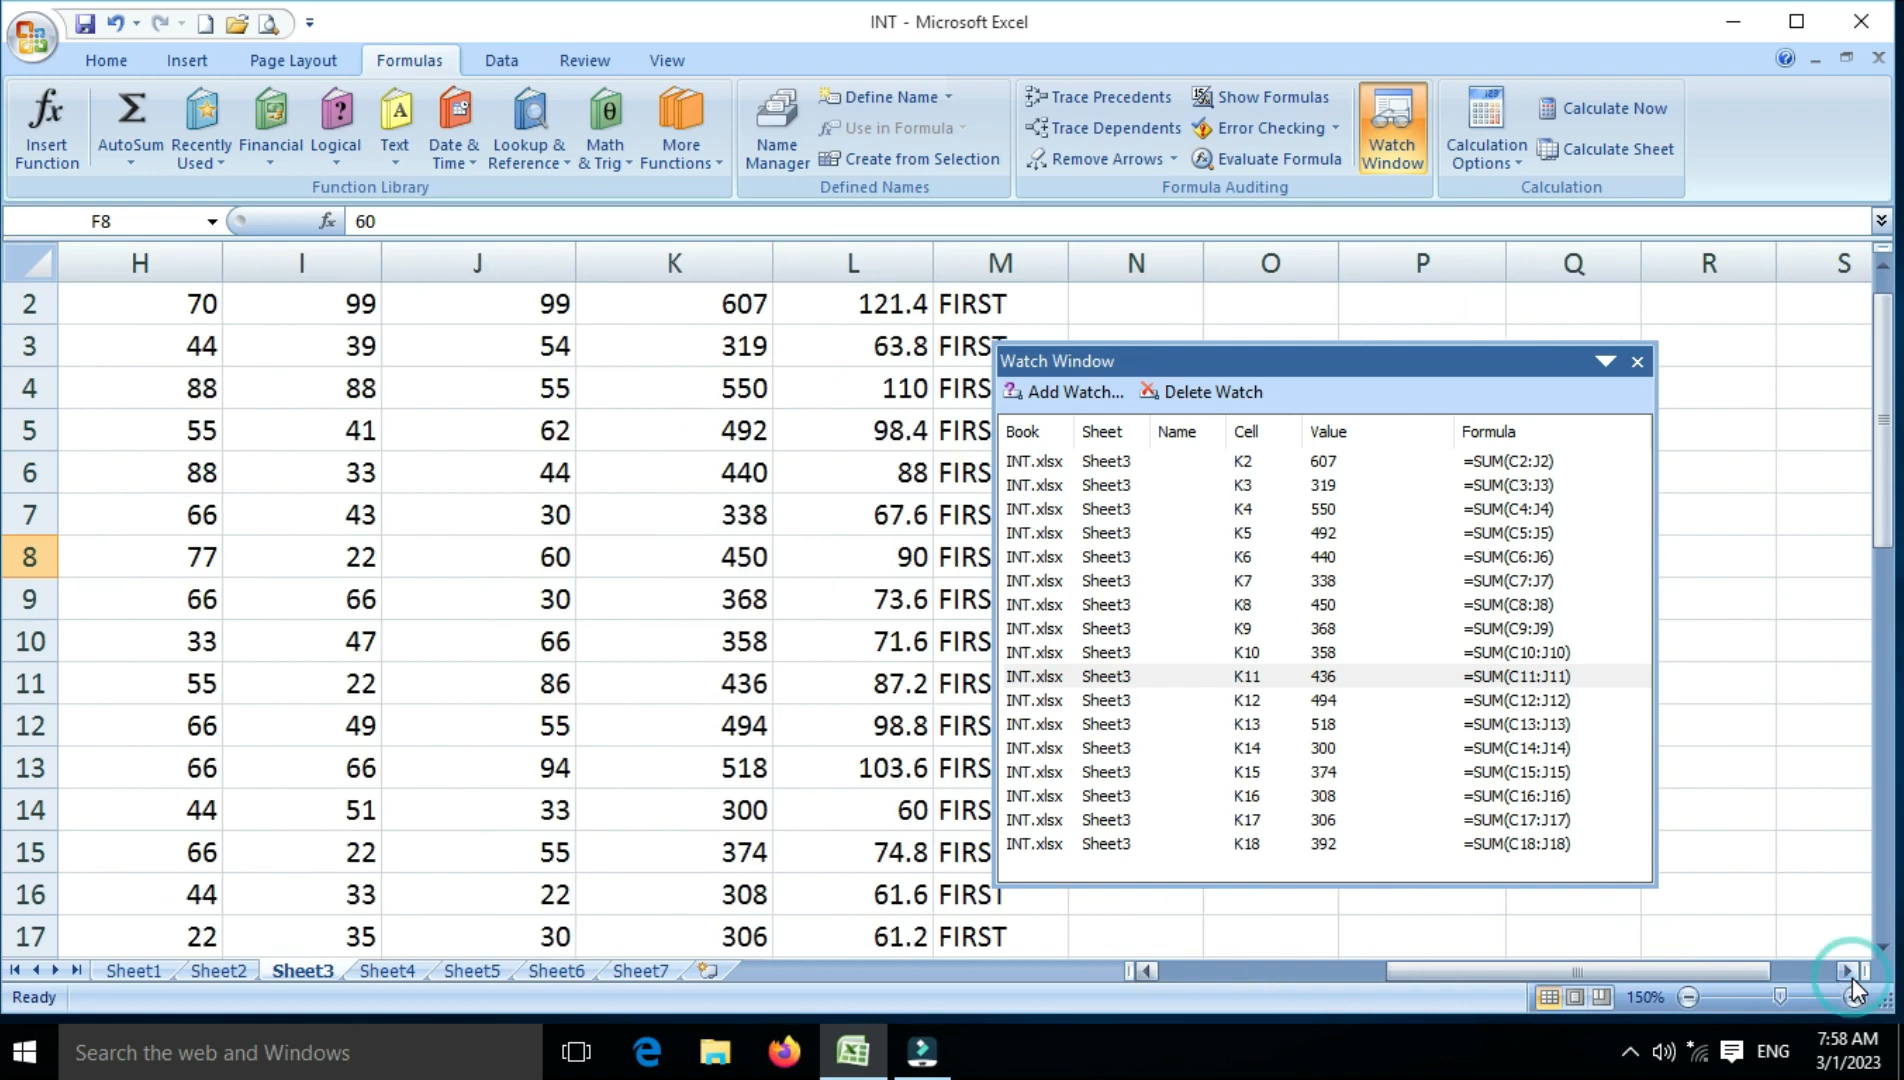 INT - Microsoft Excel
Home Insert Page Layout Formulas Data Review View
Insert Function
AutoSum
Recently Used
Financial
Logical
Text
Date & Time
Lookup & Reference
Math & Trig
More Functions
Function Library
Name Manager
Define Name
Use in Formula
Create from Selection
Defined Names
Trace Precedents
Trace Dependents
Remove Arrows
Show Formulas
Error Checking
Evaluate Formula
Formula Auditing
Watch Window
Calculation Options
Calculate Now
Calculate Sheet
Calculation
F8 fx 60
H I J K L M N O P Q R S
2 70 99 99 607 121.4 FIRST
3 44 39 54 319 63.8 FIRST
4 88 88 55 550 110 FIRS
5 55 41 62 492 98.4 FIRS
6 88 33 44 440 88 FIRS
7 66 43 30 338 67.6 FIRS
8 77 22 60 450 90 FIRS
9 66 66 30 368 73.6 FIRS
10 33 47 66 358 71.6 FIRS
11 55 22 86 436 87.2 FIRS
12 66 49 55 494 98.8 FIRS
13 66 66 94 518 103.6 FIRS
14 44 51 33 300 60 FIRS
15 66 22 55 374 74.8 FIRS
16 44 33 22 308 61.6 FIRST
17 22 35 30 306 61.2 FIRST
Watch Window
Add Watch... Delete Watch
Book Sheet Name Cell Value Formula
INT.xlsx Sheet3 K2 607 =SUM(C2:J2)
INT.xlsx Sheet3 K3 319 =SUM(C3:J3)
INT.xlsx Sheet3 K4 550 =SUM(C4:J4)
INT.xlsx Sheet3 K5 492 =SUM(C5:J5)
INT.xlsx Sheet3 K6 440 =SUM(C6:J6)
INT.xlsx Sheet3 K7 338 =SUM(C7:J7)
INT.xlsx Sheet3 K8 450 =SUM(C8:J8)
INT.xlsx Sheet3 K9 368 =SUM(C9:J9)
INT.xlsx Sheet3 K10 358 =SUM(C10:J10)
INT.xlsx Sheet3 K11 436 =SUM(C11:J11)
INT.xlsx Sheet3 K12 494 =SUM(C12:J12)
INT.xlsx Sheet3 K13 518 =SUM(C13:J13)
INT.xlsx Sheet3 K14 300 =SUM(C14:J14)
INT.xlsx Sheet3 K15 374 =SUM(C15:J15)
INT.xlsx Sheet3 K16 308 =SUM(C16:J16)
INT.xlsx Sheet3 K17 306 =SUM(C17:J17)
INT.xlsx Sheet3 K18 392 =SUM(C18:J18)
Sheet1 Sheet2 Sheet3 Sheet4 Sheet5 Sheet6 Sheet7
Ready 150%
Search the web and Windows
ENG
7:58 AM
3/1/2023